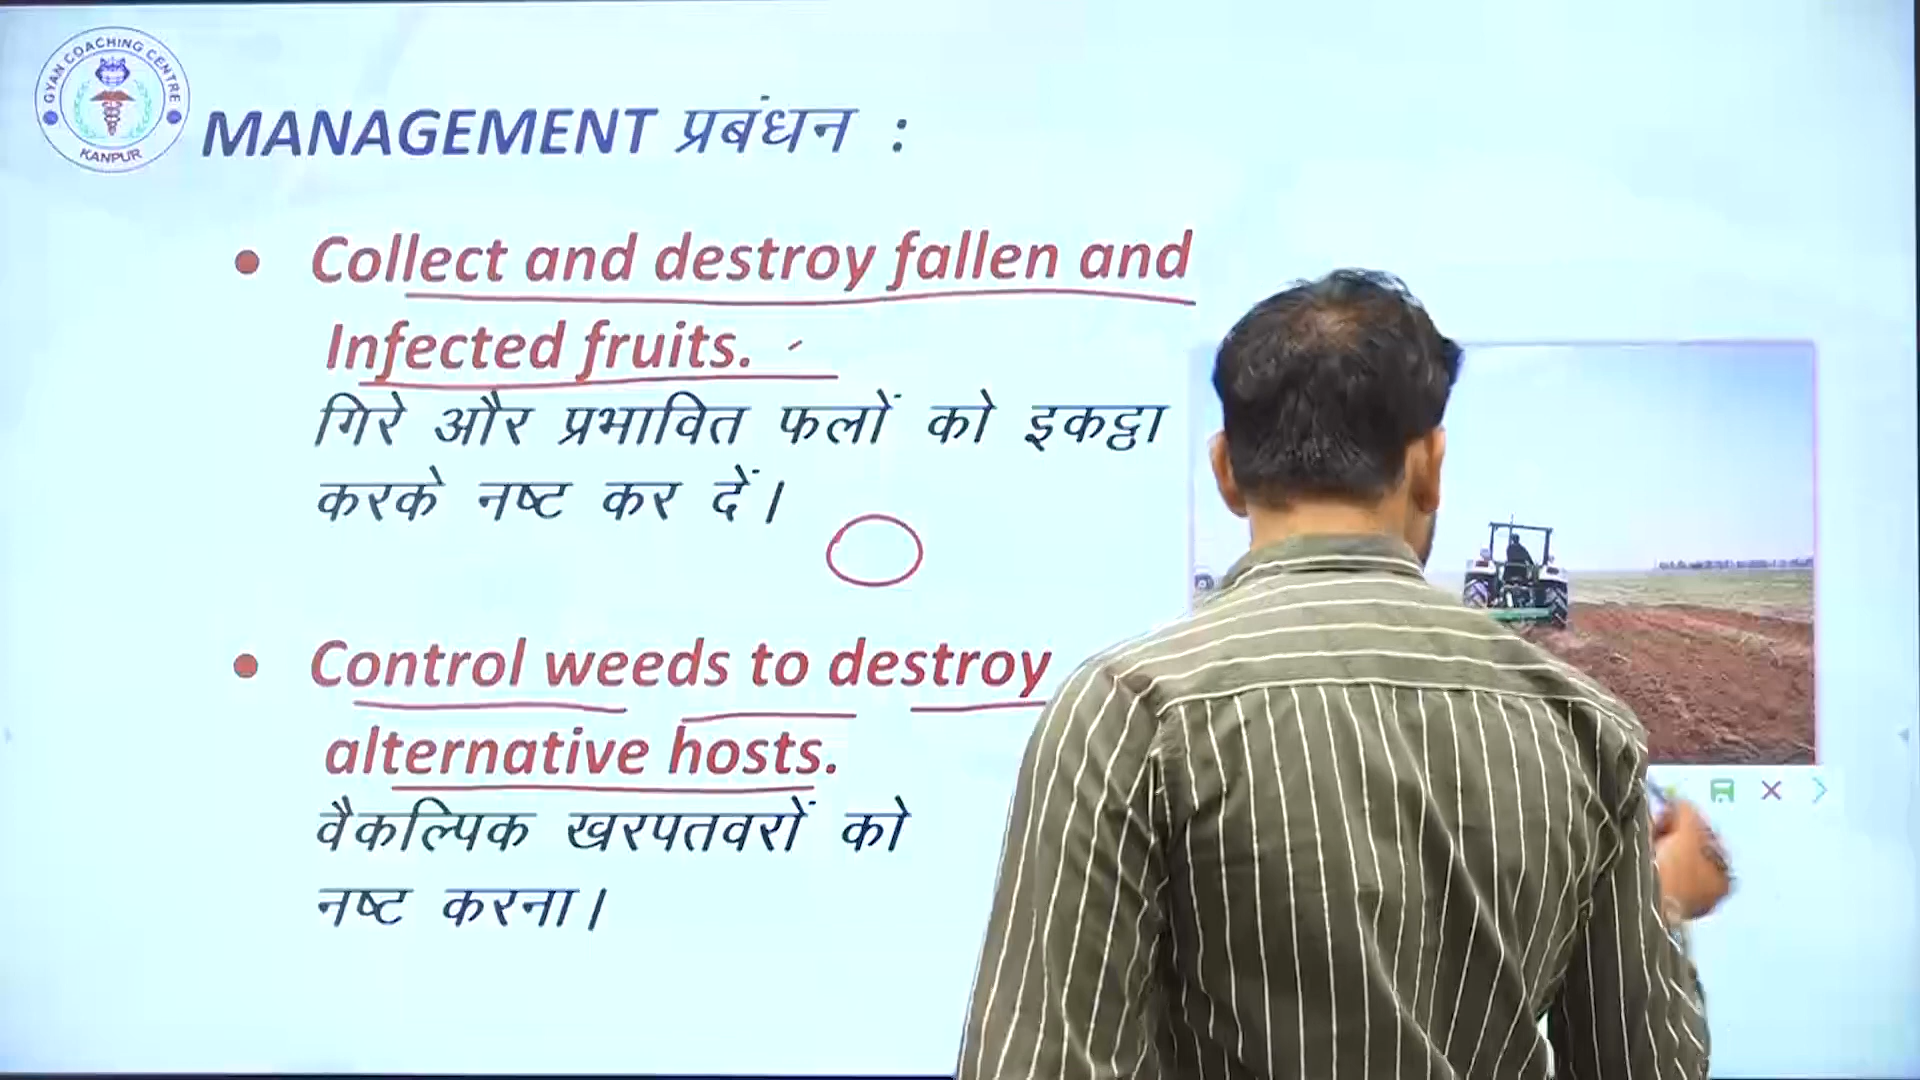 GYAN COACHING CENTRE
KANPUR
MANAGEMENT प्रबंधन :
• Collect and destroy fallen and
Infected fruits.
गिरे और प्रभावित फलों को इकट्ठा
करके नष्ट कर दें।
• Control weeds to destroy
alternative hosts.
वैकल्पिक खरपतवरों को
नष्ट करना।